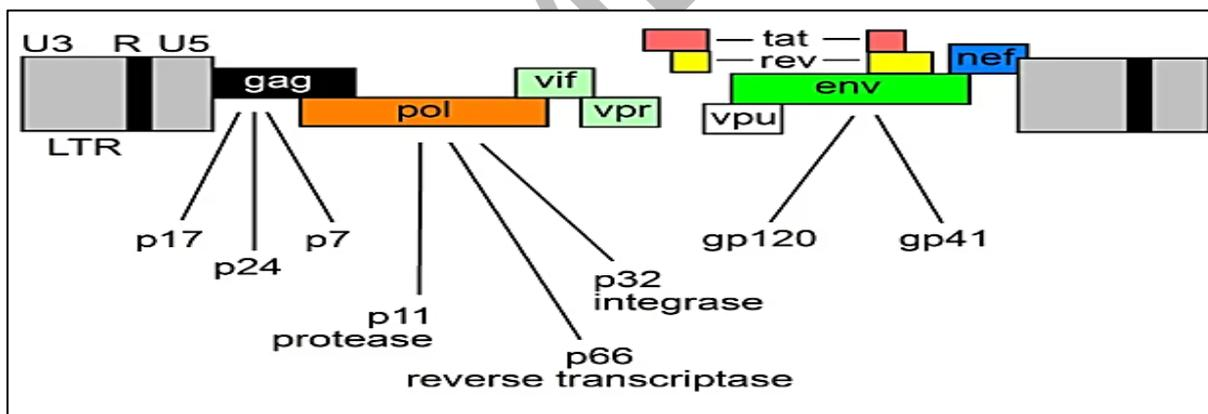 U3 R U5
gag
pol
vif
vpr
tat
rev
env
nef
vpu
LTR
p17
p24
p7
p11
protease
p66
reverse transcriptase
p32
integrase
gp120
gp41